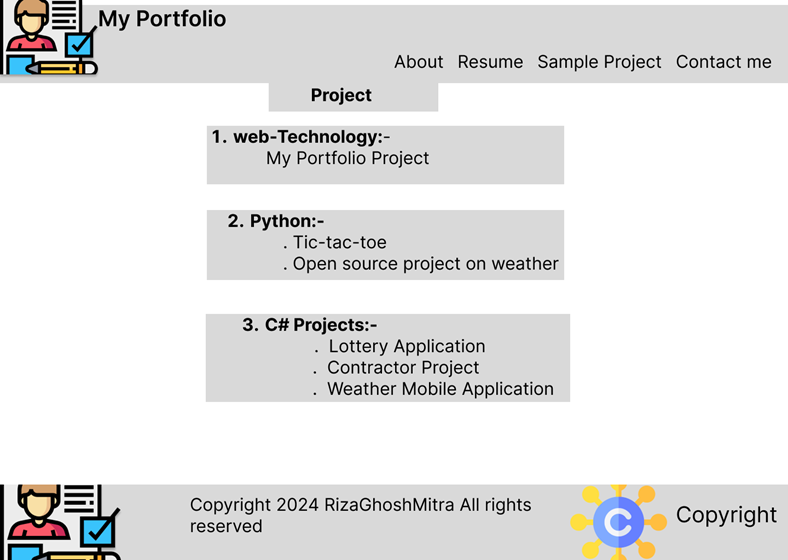 My Portfolio
About Resume Sample Project Contact me
Project
1. web-Technology:-
My Portfolio Project
2. Python:-
. Tic-tac-toe
. Open source project on weather
3. C# Projects:-
. Lottery Application
. Contractor Project
. Weather Mobile Application
Copyright 2024 RizaGhoshMitra All rights
reserved
C
Copyright